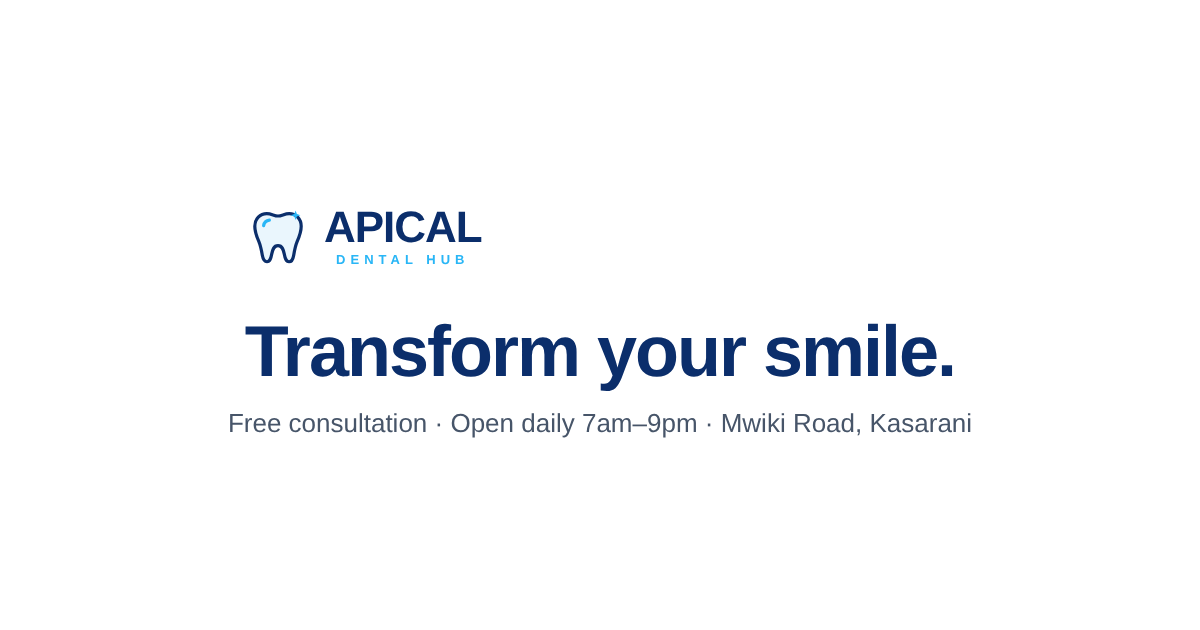 APICAL
DENTAL HUB
Transform your smile.
Free consultation · Open daily 7am–9pm · Mwiki Road, Kasarani